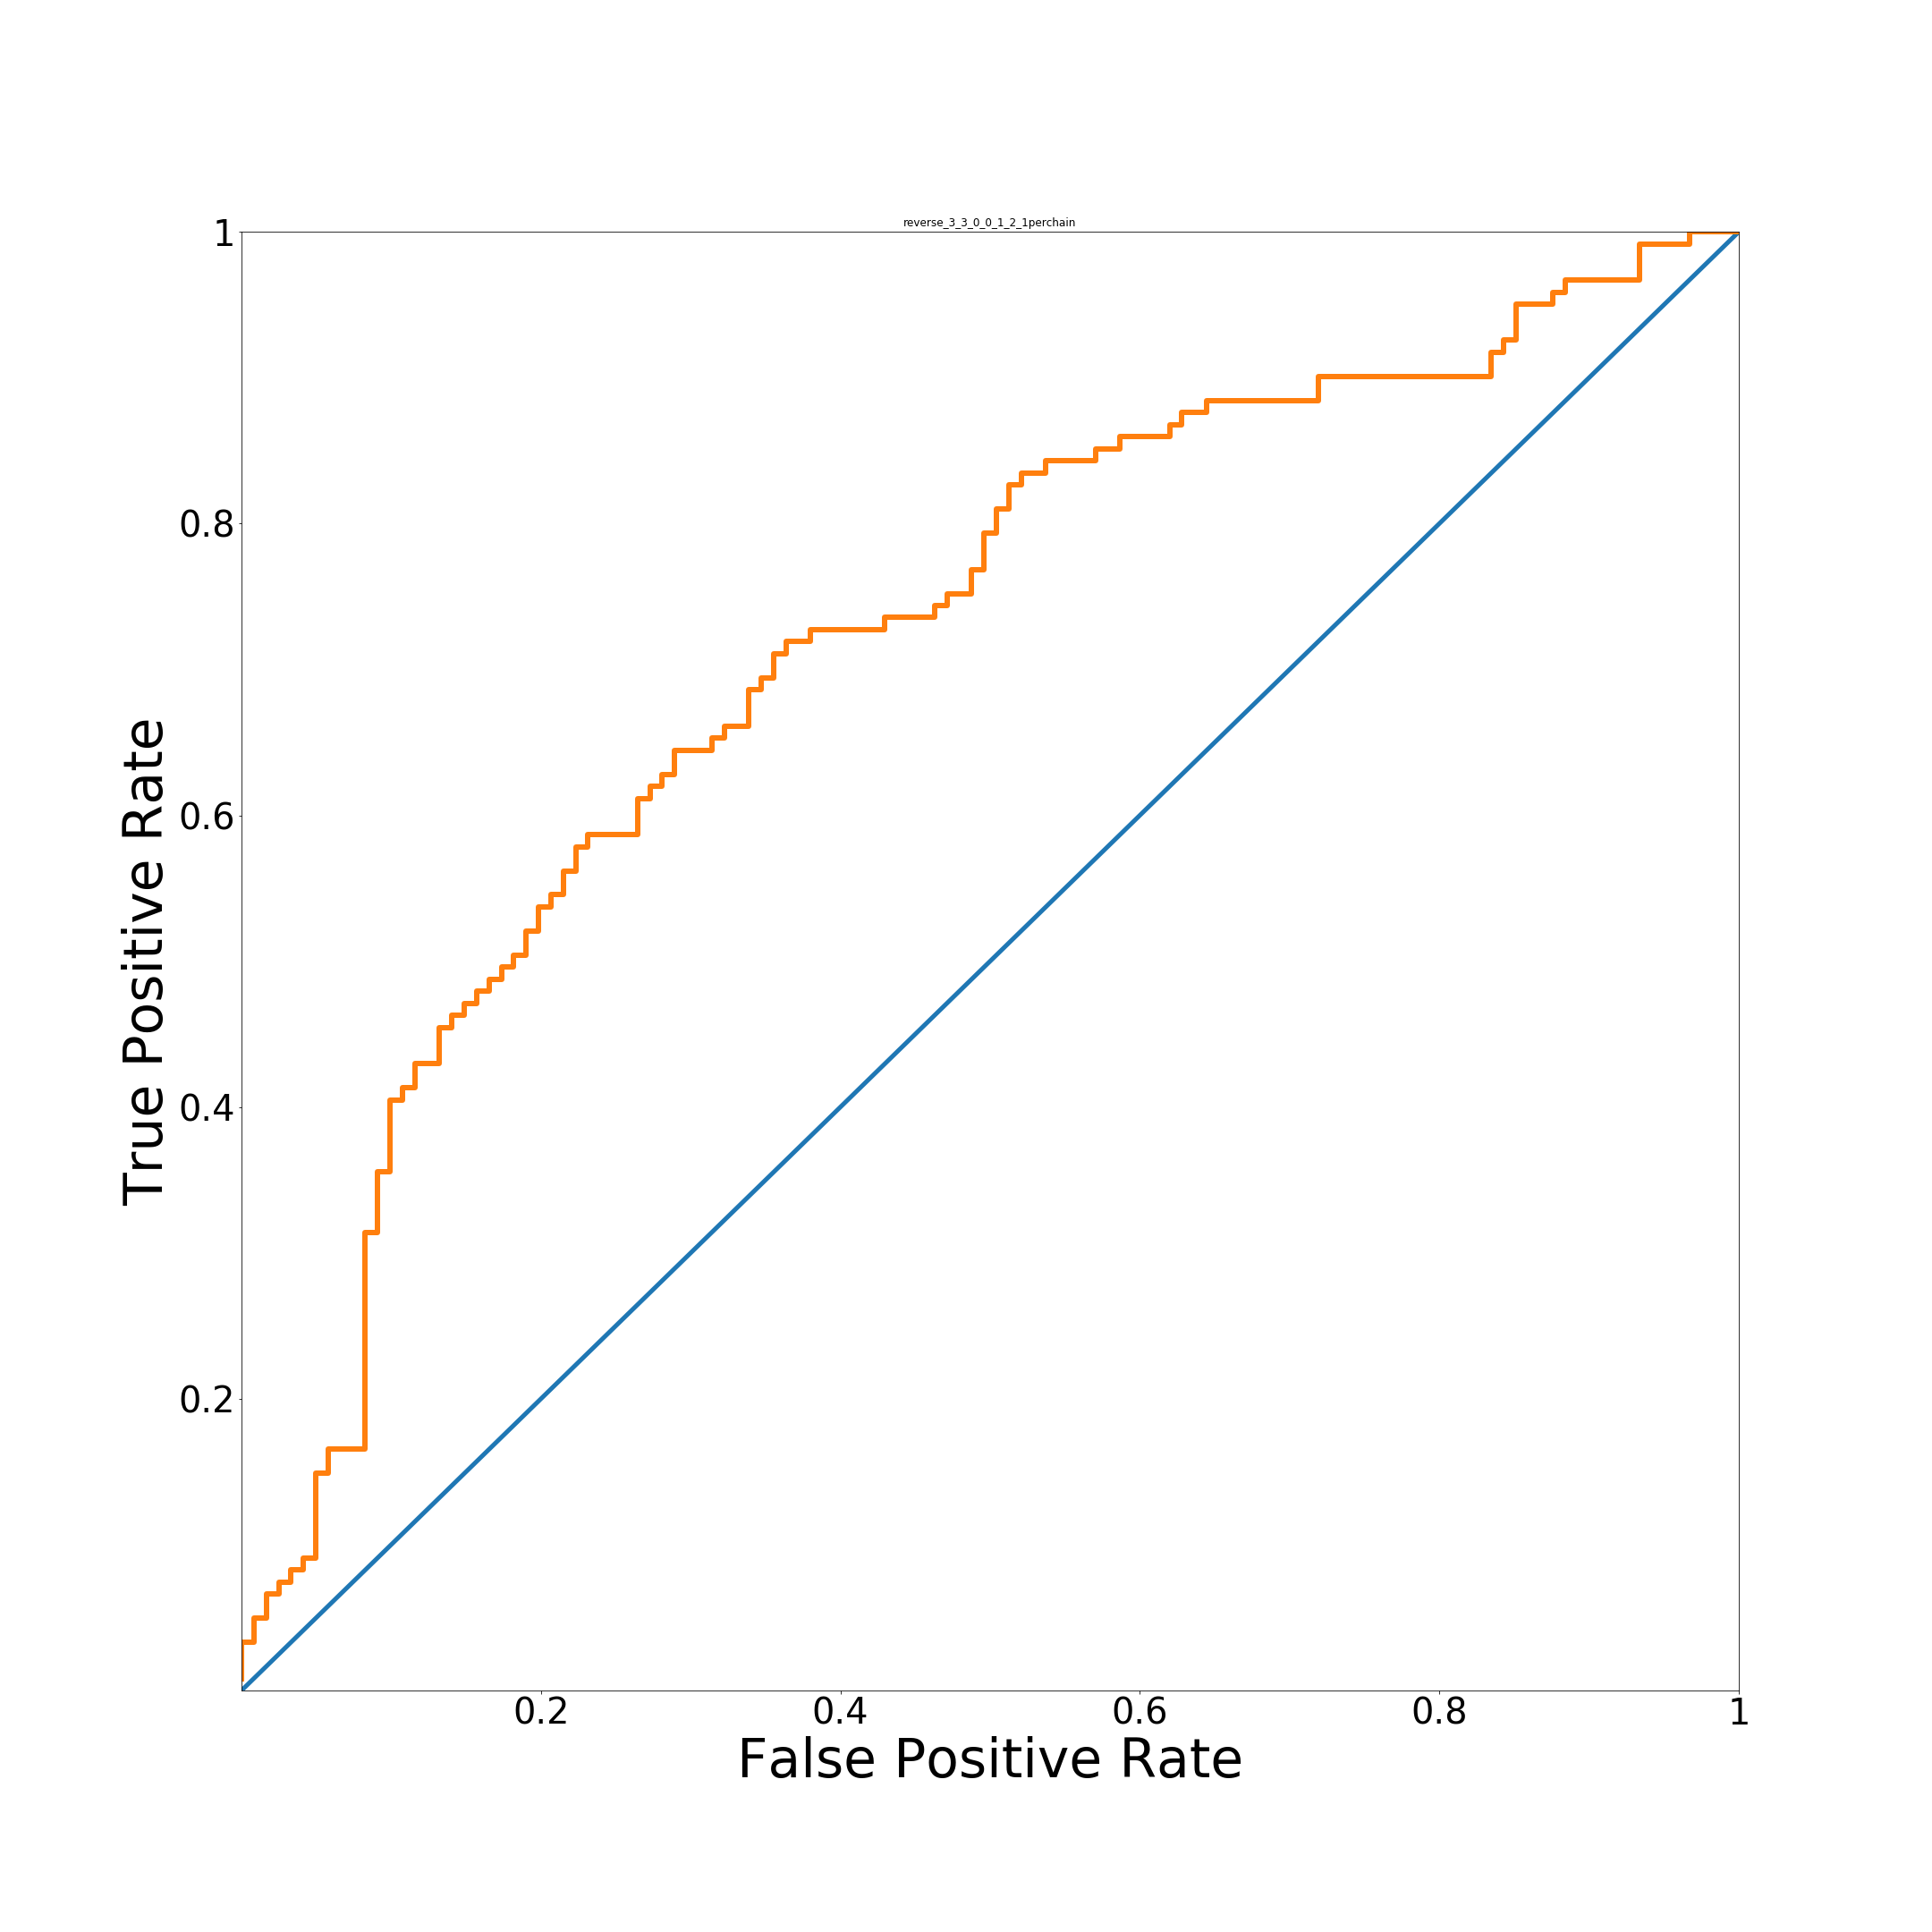 reverse_3_3_0_0_1_2_1perchain
1
0.8
0.6
0.4
0.2
True Positive Rate
0.2 0.4 0.6 0.8 1
False Positive Rate